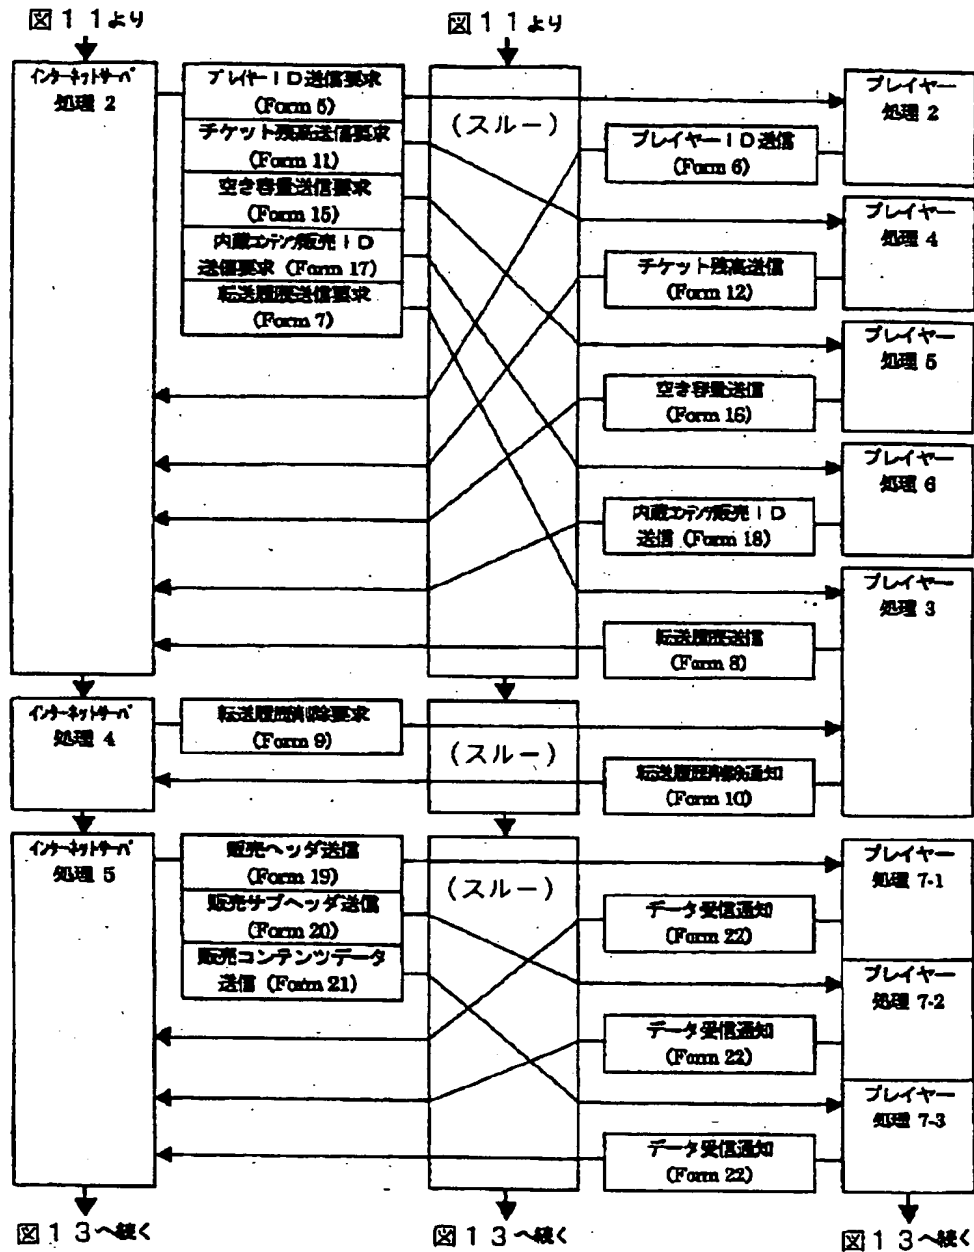 図11より
図11より
インターネットサーバ
処理 2
プレイヤーID送信要求
(Form 5)
チケット残高送信要求
(Form 11)
空き容量送信要求
(Form 15)
内蔵コンテンツ販売ID
送信要求 (Form 17)
転送履歴送信要求
(Form 7)
(スルー)
プレイヤー
処理 2
プレイヤーID送信
(Form 6)
プレイヤー
処理 4
チケット残高送信
(Form 12)
プレイヤー
処理 5
空き容量送信
(Form 16)
プレイヤー
処理 6
内蔵コンテンツ販売ID
送信 (Form 18)
プレイヤー
処理 3
転送履歴送信
(Form 8)
インターネットサーバ
処理 4
転送履歴削除要求
(Form 9)
(スルー)
転送履歴削除通知
(Form 10)
インターネットサーバ
処理 5
販売ヘッダ送信
(Form 19)
販売サブヘッダ送信
(Form 20)
販売コンテンツデータ
送信 (Form 21)
(スルー)
プレイヤー
処理 7-1
データ受信通知
(Form 22)
プレイヤー
処理 7-2
データ受信通知
(Form 22)
プレイヤー
処理 7-3
データ受信通知
(Form 22)
図13へ続く
図13へ続く
図13へ続く